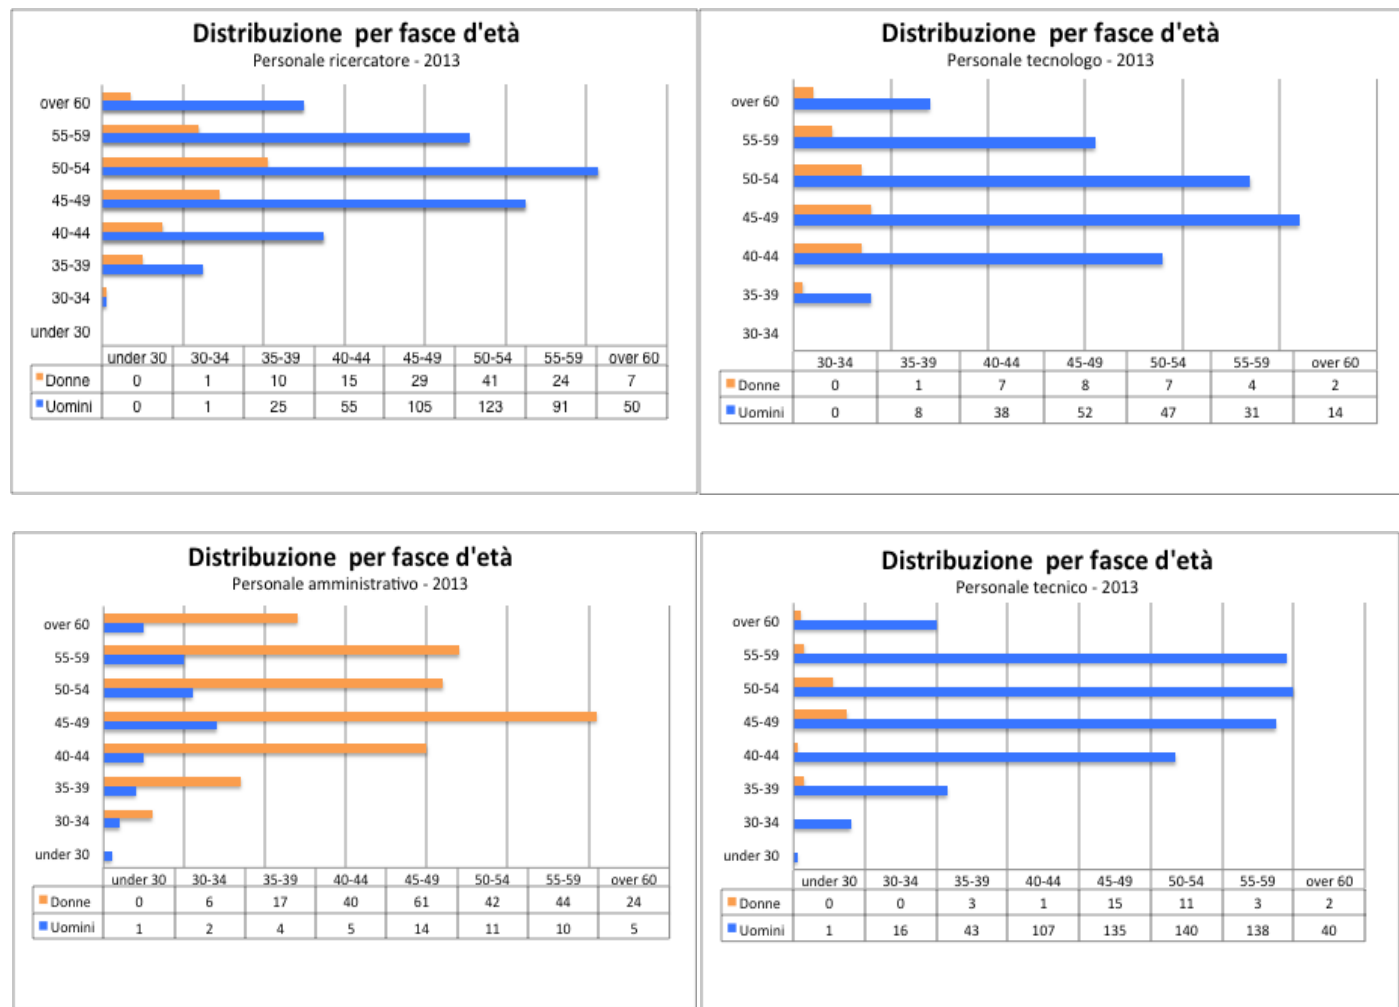 Distribuzione per fasce d'età
Personale ricercatore - 2013
over 60
55-59
50-54
45-49
40-44
35-39
30-34
under 30
under 30 30-34 35-39 40-44 45-49 50-54 55-59 over 60
Donne 0 1 10 15 29 41 24 7
Uomini 0 1 25 55 105 123 91 50
Distribuzione per fasce d'età
Personale tecnologo - 2013
over 60
55-59
50-54
45-49
40-44
35-39
30-34
30-34 35-39 40-44 45-49 50-54 55-59 over 60
Donne 0 1 7 8 7 4 2
Uomini 0 8 38 52 47 31 14
Distribuzione per fasce d'età
Personale amministrativo - 2013
over 60
55-59
50-54
45-49
40-44
35-39
30-34
under 30
under 30 30-34 35-39 40-44 45-49 50-54 55-59 over 60
Donne 0 6 17 40 61 42 44 24
Uomini 1 2 4 5 14 11 10 5
Distribuzione per fasce d'età
Personale tecnico - 2013
over 60
55-59
50-54
45-49
40-44
35-39
30-34
under 30
under 30 30-34 35-39 40-44 45-49 50-54 55-59 over 60
Donne 0 0 3 1 15 11 3 2
Uomini 1 16 43 107 135 140 138 40